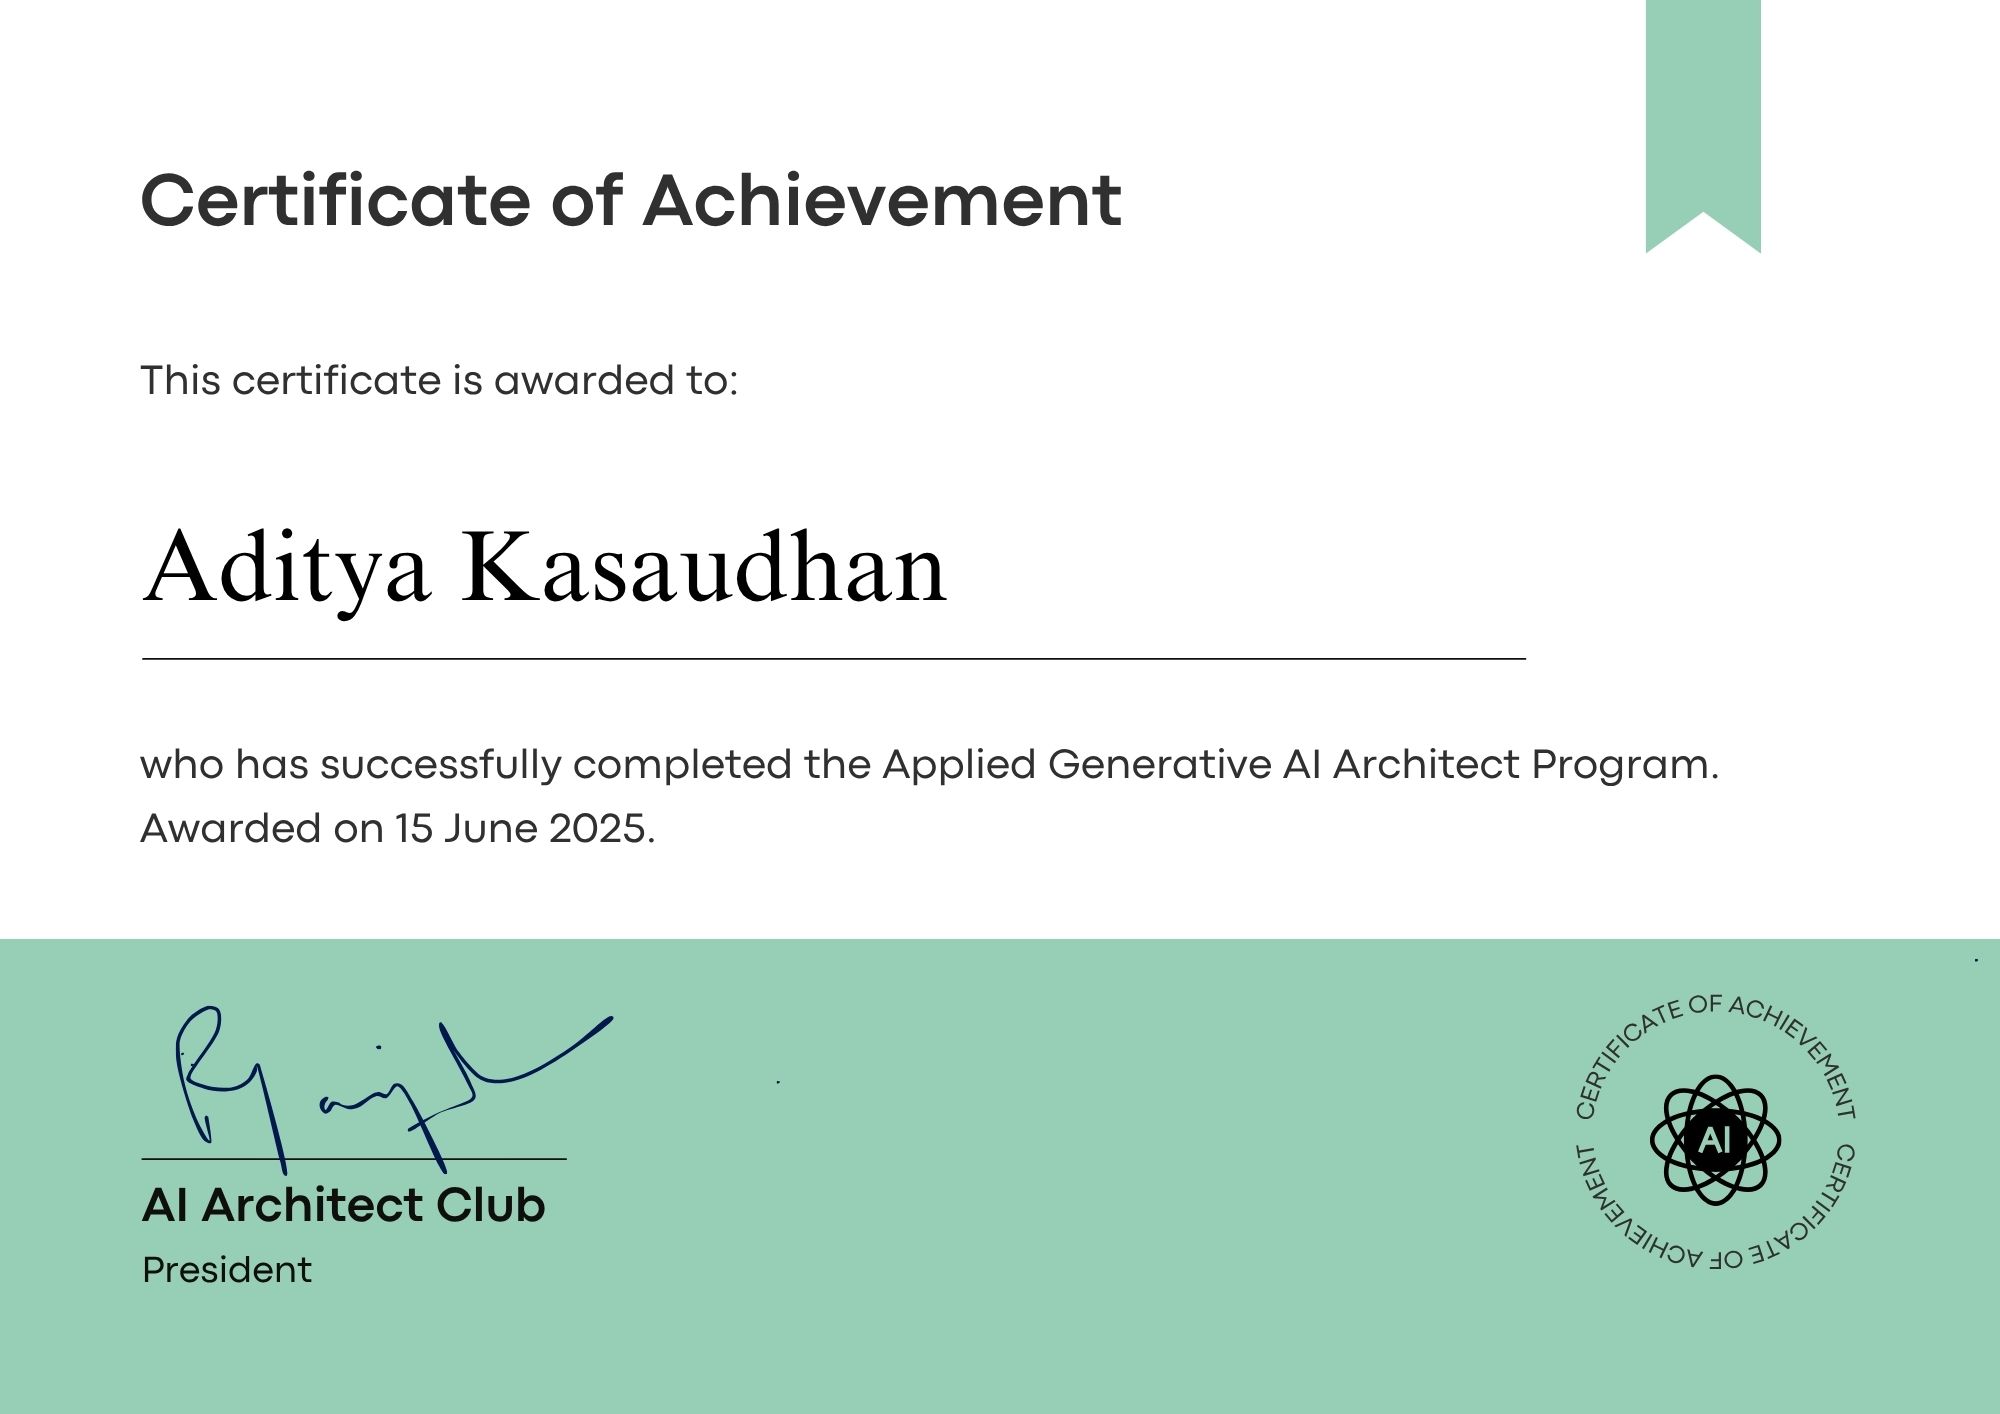 Certificate of Achievement
This certificate is awarded to:
Aditya Kasaudhan
who has successfully completed the Applied Generative AI Architect Program.
Awarded on 15 June 2025.
AI Architect Club
President
CERTIFICATE OF ACHIEVEMENT
CERTIFICATE OF ACHIEVEMENT
AI